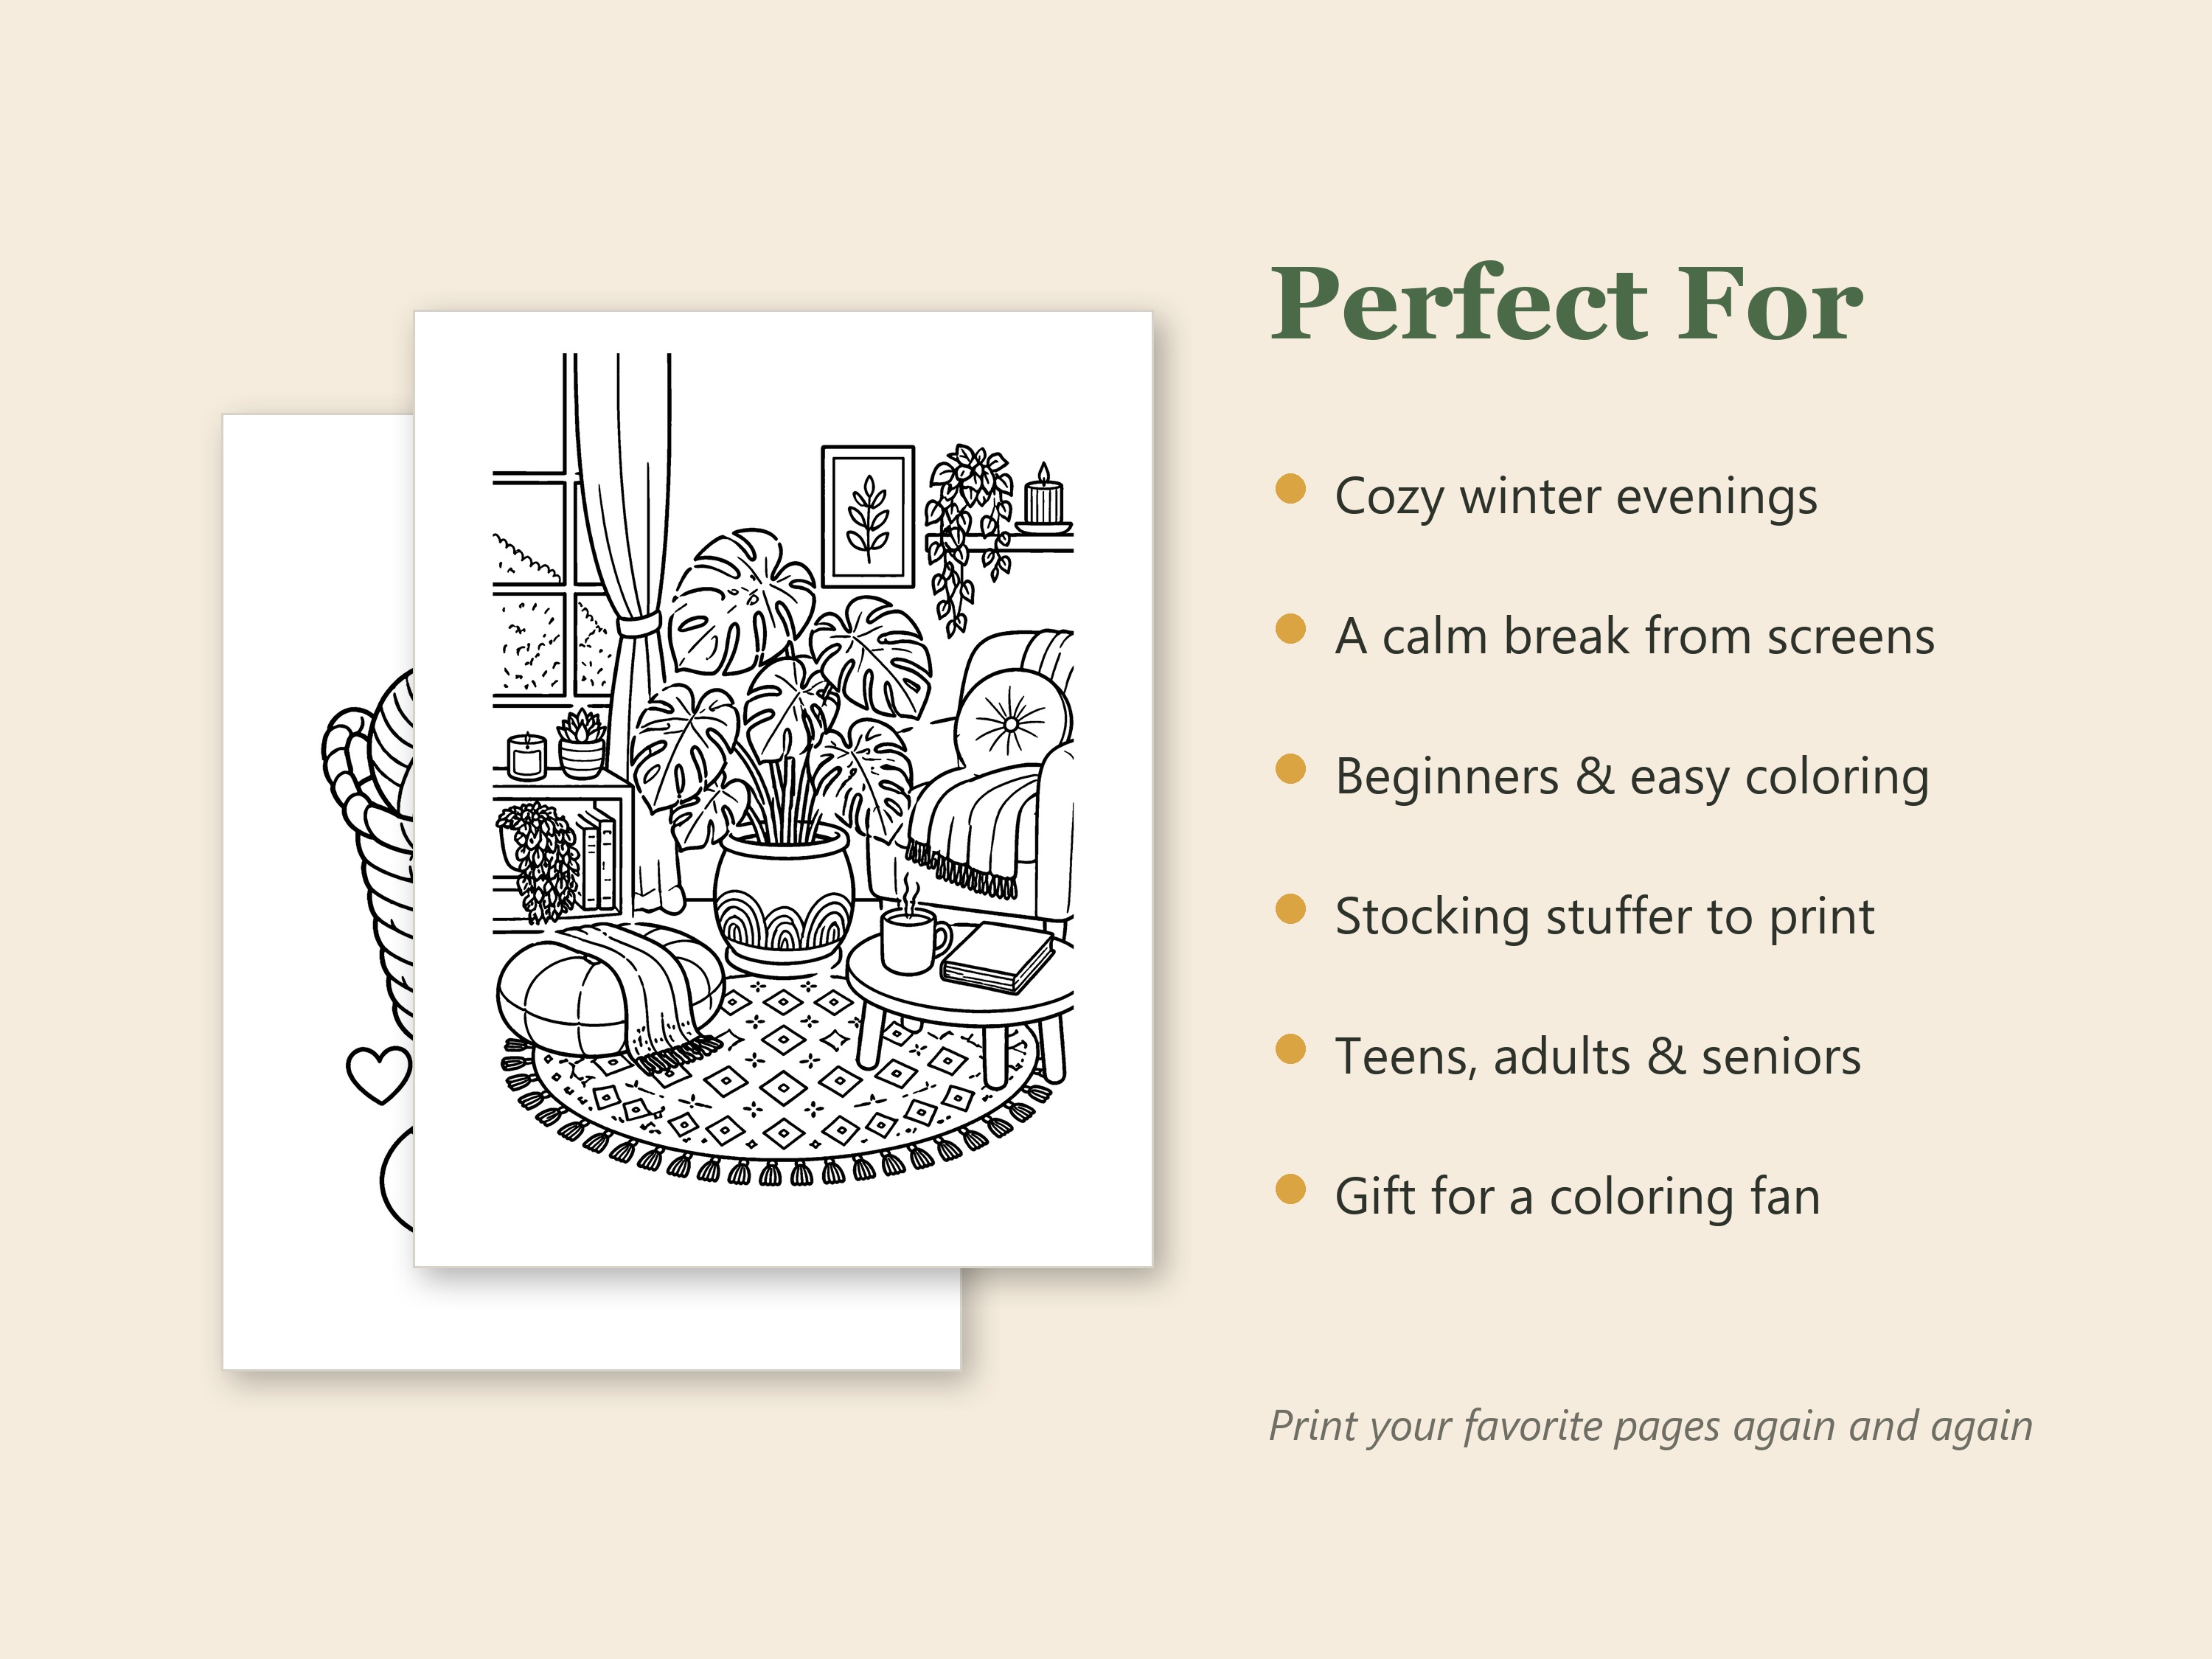 Perfect For
Cozy winter evenings
A calm break from screens
Beginners & easy coloring
Stocking stuffer to print
Teens, adults & seniors
Gift for a coloring fan
Print your favorite pages again and again